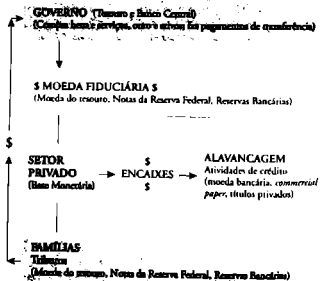 GOVERNO (Tesouro e Banco Central)
(Compra bens e serviços, ouro e ativos; faz pagamentos de transferência)
$ MOEDA FIDUCIÁRIA $
(Moeda do tesouro, Notas da Reserva Federal, Reservas Bancárias)
$
SETOR
PRIVADO
(Base Monetária)
$
ENCAIXES
$
ALAVANCAGEM
Atividades de crédito
(moeda bancária, commercial
paper, títulos privados)
FAMÍLIAS
Tributos
(Moeda do tesouro, Notas da Reserva Federal, Reservas Bancárias)